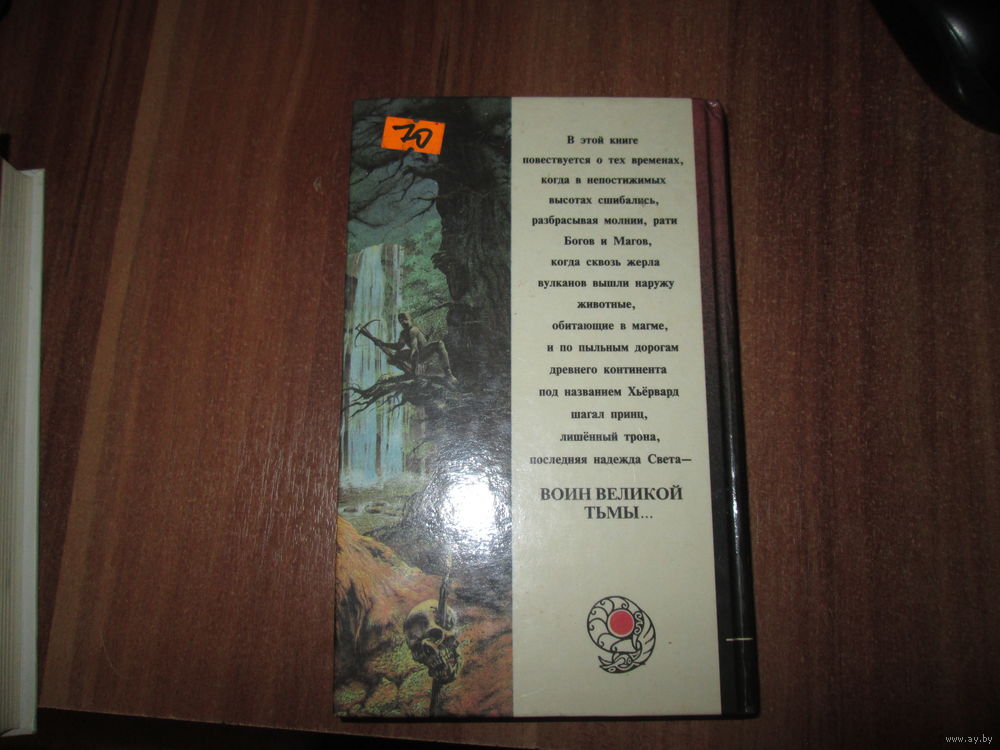 70
В этой книге
повествуется о тех временах,
когда в непостижимых
высотах сшибались,
разбрасывая молнии, рати
Богов и Магов,
когда сквозь жерла
вулканов вышли наружу
животные,
обитающие в магме,
и по пыльным дорогам
древнего континента
под названием Хьёрвард
шагал принц,
лишённый трона,
последняя надежда Света—
ВОИН ВЕЛИКОЙ
ТЬМЫ...
www.ay.by